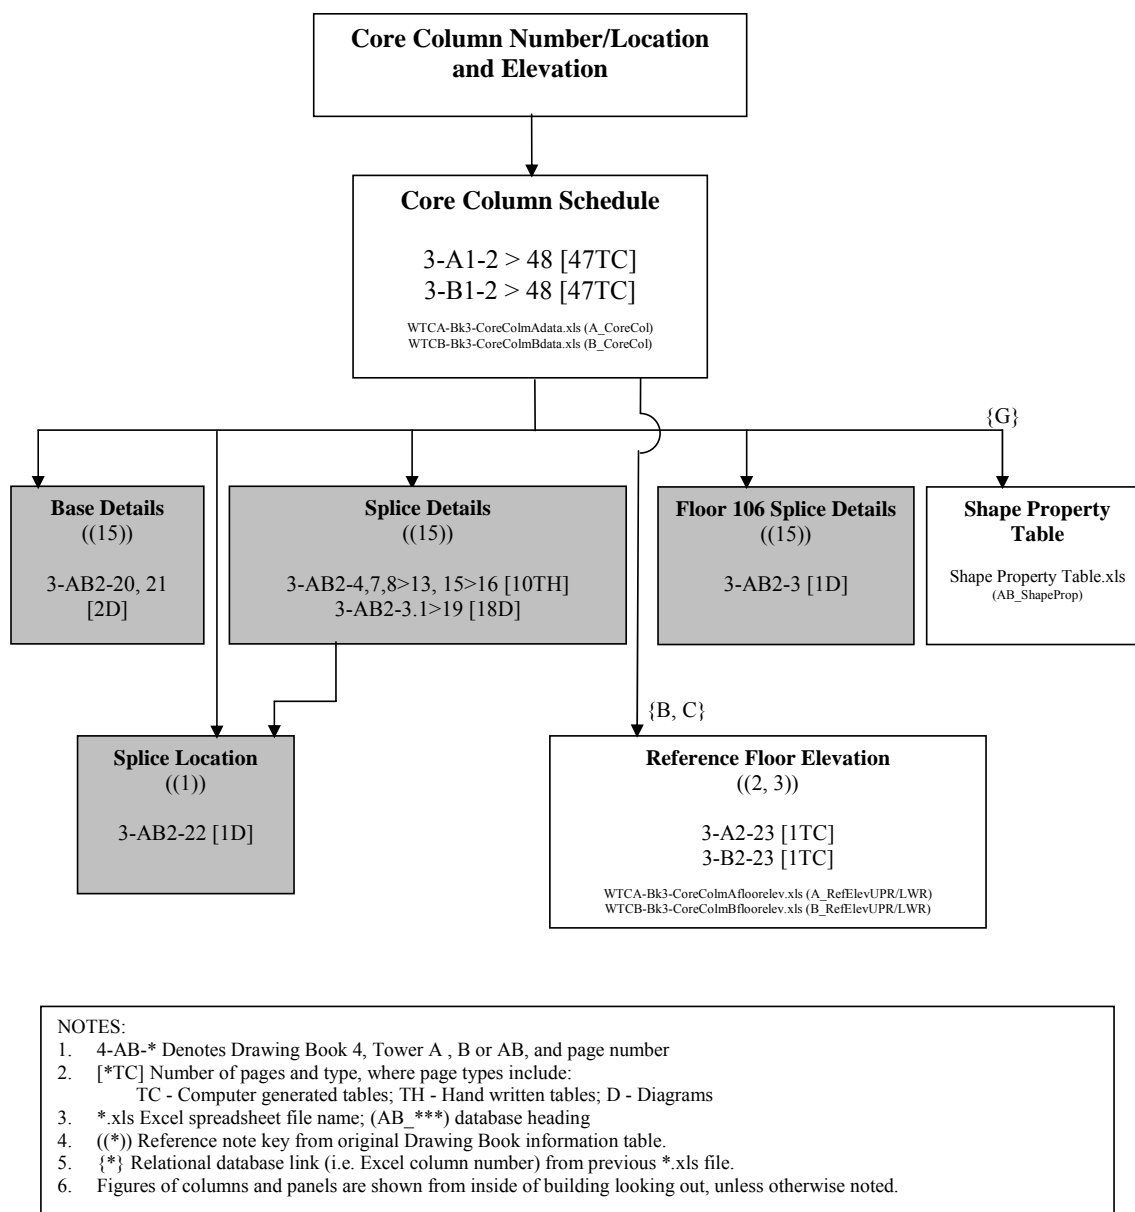 Core Column Number/Location
and Elevation
Core Column Schedule
3-A1-2 > 48 [47TC]
3-B1-2 > 48 [47TC]
WTCA-Bk3-CoreColmAdata.xls (A_CoreCol)
WTCB-Bk3-CoreColmBdata.xls (B_CoreCol)
{G}
Base Details
((15))
3-AB2-20, 21
[2D]
Splice Details
((15))
3-AB2-4,7,8>13, 15>16 [10TH]
3-AB2-3.1>19 [18D]
Floor 106 Splice Details
((15))
3-AB2-3 [1D]
Shape Property
Table
Shape Property Table.xls
(AB_ShapeProp)
{B, C}
Splice Location
((1))
3-AB2-22 [1D]
Reference Floor Elevation
((2, 3))
3-A2-23 [1TC]
3-B2-23 [1TC]
WTCA-Bk3-CoreColmAfloorelev.xls (A_RefElevUPR/LWR)
WTCB-Bk3-CoreColmBfloorelev.xls (B_RefElevUPR/LWR)
NOTES:
1. 4-AB-* Denotes Drawing Book 4, Tower A , B or AB, and page number
2. [*TC] Number of pages and type, where page types include:
TC - Computer generated tables; TH - Hand written tables; D - Diagrams
3. *.xls Excel spreadsheet file name; (AB_***) database heading
4. ((*)) Reference note key from original Drawing Book information table.
5. {*} Relational database link (i.e. Excel column number) from previous *.xls file.
6. Figures of columns and panels are shown from inside of building looking out, unless otherwise noted.